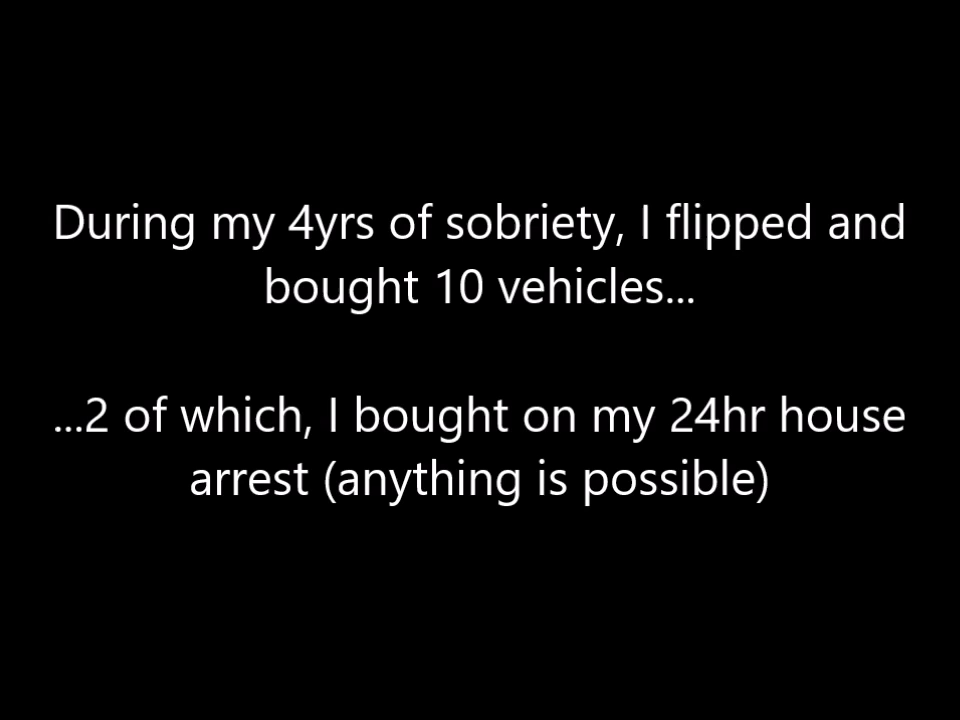 During my 4yrs of sobriety, I flipped and
bought 10 vehicles...
...2 of which, I bought on my 24hr house
arrest (anything is possible)